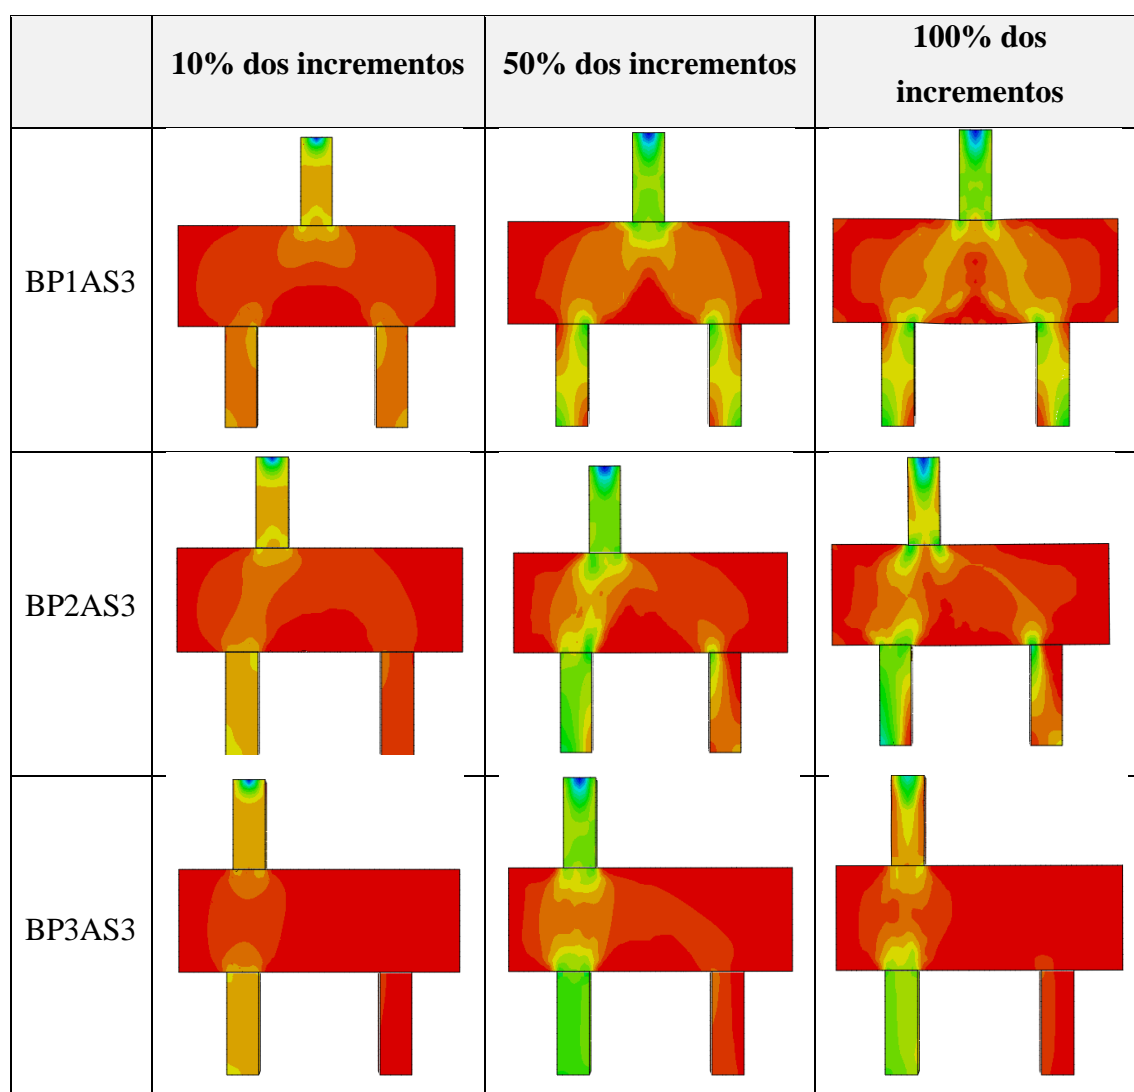 10% dos incrementos
50% dos incrementos
100% dos
incrementos
BP1AS3
BP2AS3
BP3AS3